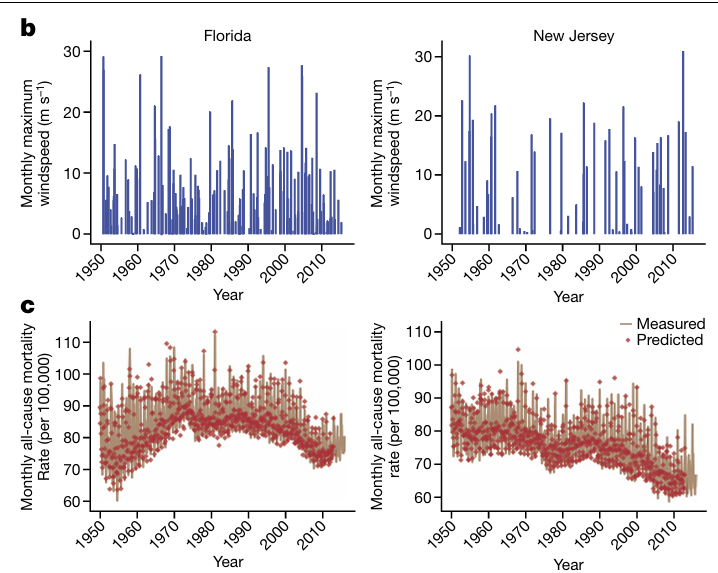 b
Florida
New Jersey
Monthly maximum
windspeed (m s⁻¹)
30
20
10
0
1950
1960
1970
1980
1990
2000
2010
Year
Monthly maximum
windspeed (m s⁻¹)
30
20
10
0
1950
1960
1970
1980
1990
2000
2010
Year
c
Monthly all-cause mortality
Rate (per 100,000)
110
100
90
80
70
60
1950
1960
1970
1980
1990
2000
2010
Year
Monthly all-cause mortality
rate (per 100,000)
110
100
90
80
70
60
Measured
Predicted
1950
1960
1970
1980
1990
2000
2010
Year